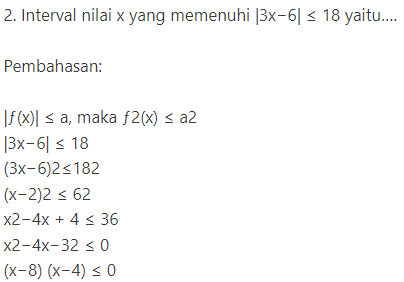 2. Interval nilai x yang memenuhi |3x−6| ≤ 18 yaitu....
Pembahasan:
|ƒ(x)| ≤ a, maka ƒ2(x) ≤ a2
|3x−6| ≤ 18
(3x−6)2≤182
(x−2)2 ≤ 62
x2−4x + 4 ≤ 36
x2−4x−32 ≤ 0
(x−8) (x−4) ≤ 0